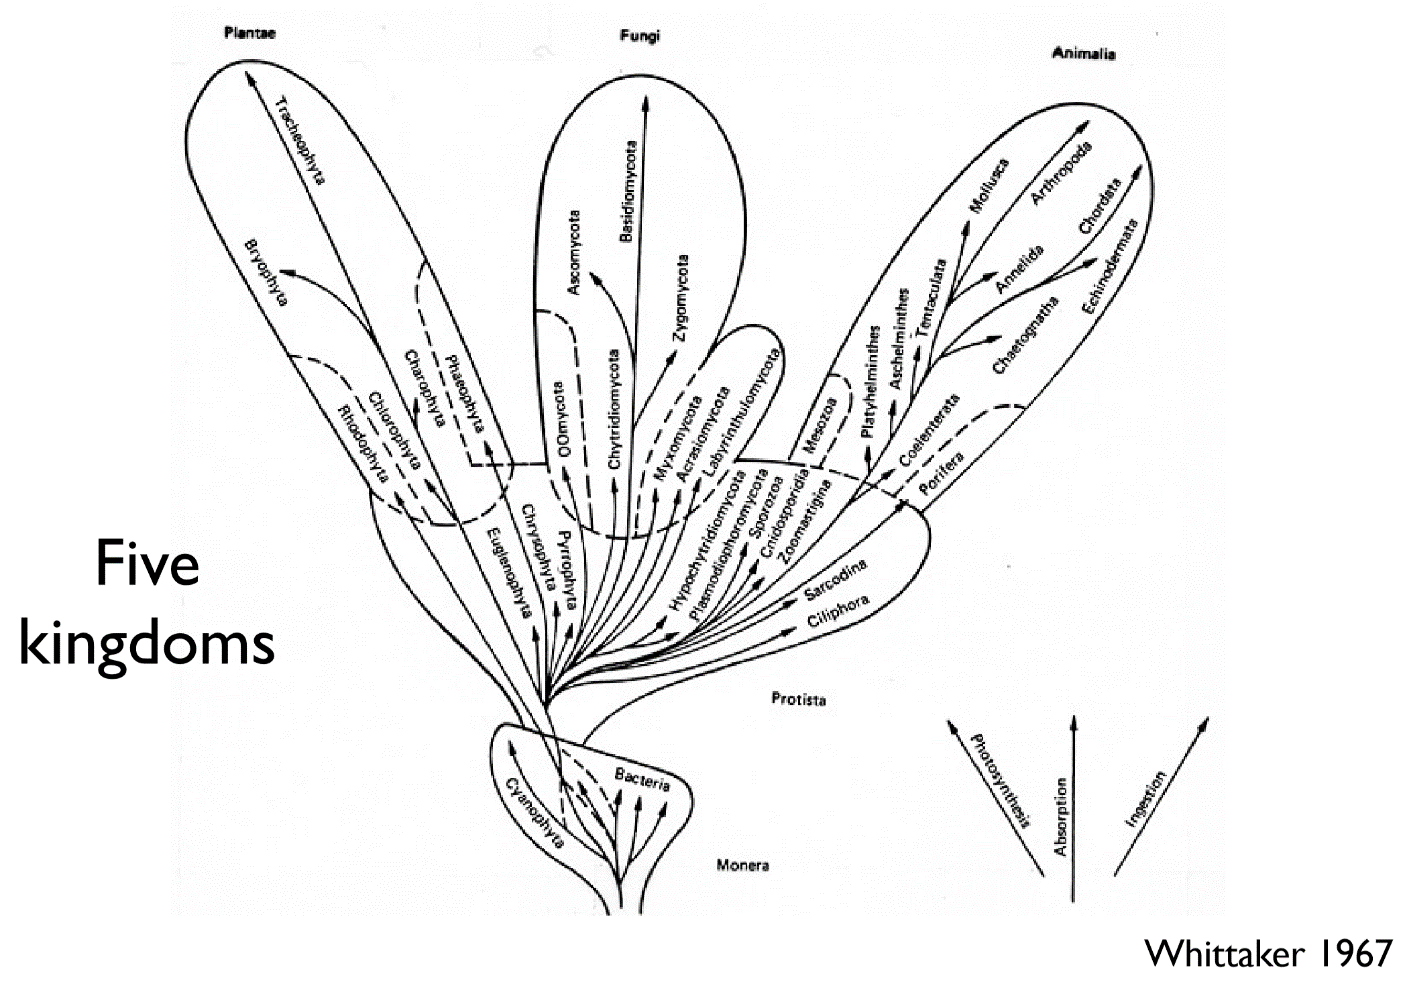 Plantae
Fungi
Animalia
Tracheophyta
Bryophyta
Charophyta
Phaeophyta
Chlorophyta
Rhodophyta
Basidiomycota
Ascomycota
Zygomycota
OOmycota
Chytridiomycota
Myxomycota
Acrasiomycota
Labyrinthulomycota
Mollusca
Arthropoda
Chordata
Annelida
Echinodermata
Tentaculata
Aschelminthes
Platyhelminthes
Chaetognatha
Mesozoa
Coelenterata
Porifera
Euglenophyta
Chrysophyta
Pyrrophyta
Hypochytridiomycota
Plasmodiophoromycota
Sporozoa
Cnidosporidia
Zoomastigina
Sarcodina
Ciliphora
Five
kingdoms
Protista
Bacteria
Cyanophyta
Monera
Photosynthesis
Absorption
Ingestion
Whittaker 1967